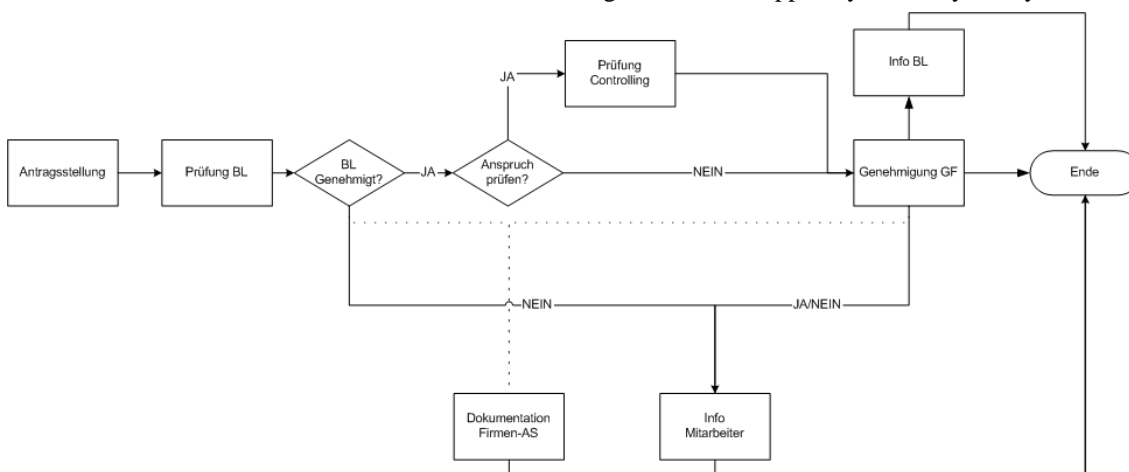 Prüfung
Controlling
Info BL
JA
Antragsstellung
Prüfung BL
BL
Genehmigt?
JA
Anspruch
prüfen?
NEIN
Genehmigung GF
Ende
NEIN
JA/NEIN
Dokumentation
Firmen-AS
Info
Mitarbeiter